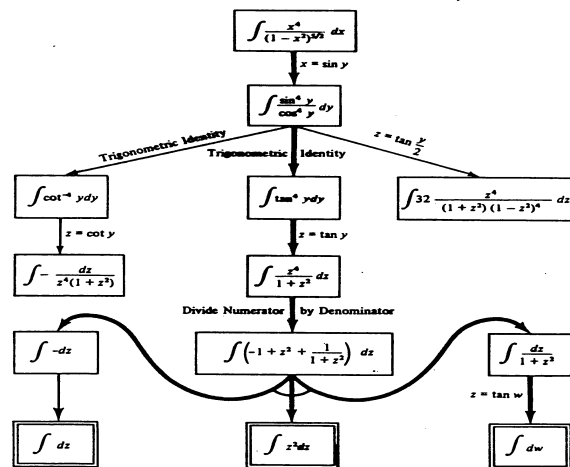 ∫ x⁴/(1 − x²)^{5/2} dx
x = sin y
∫ sin⁴ y/cos⁴ y dy
Trigonometric Identity
Trigonometric Identity
z = tan y/2
∫ cot⁻⁴ y dy
∫ tan⁴ y dy
∫ 32 z⁴/((1 + z²)(1 − z²)⁴) dz
z = cot y
z = tan y
∫ − dz/(z⁴(1 + z²))
∫ z⁴/(1 + z²) dz
Divide Numerator by Denominator
∫ −dz
∫ (−1 + z² + 1/(1 + z²)) dz
∫ dz/(1 + z²)
z = tan w
∫ dz
∫ z² dz
∫ dw